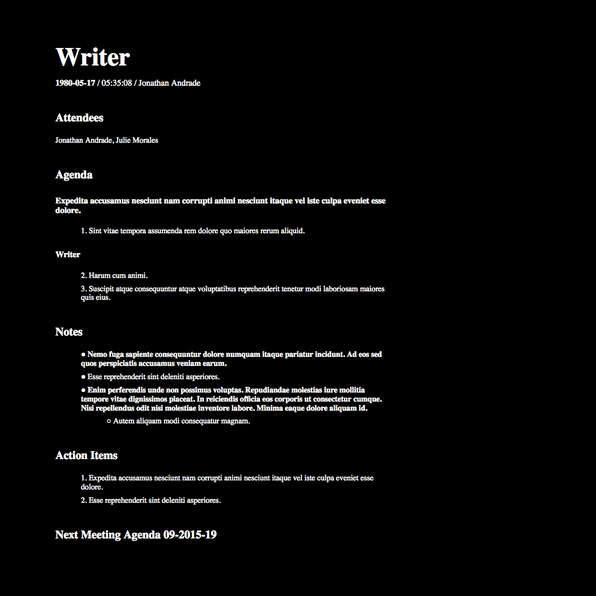 Writer
1980-05-17 / 05:35:08 / Jonathan Andrade
Attendees
Jonathan Andrade, Julie Morales
Agenda
Expedita accusamus nesciunt nam corrupti animi nesciunt itaque vel iste culpa eveniet esse
dolore.
1. Sint vitae tempora assumenda rem dolore quo maiores rerum aliquid.
Writer
2. Harum cum animi.
3. Suscipit atque consequuntur atque voluptatibus reprehenderit tenetur modi laboriosam maiores
quis eius.
Notes
● Nemo fuga sapiente consequuntur dolore numquam itaque pariatur incidunt. Ad eos sed
quos perspiciatis accusamus veniam earum.
● Esse reprehenderit sint deleniti asperiores.
● Enim perferendis unde non possimus voluptas. Repudiandae molestias iure mollitia
tempore vitae dignissimos placeat. In reiciendis officia eos corporis ut consectetur cumque.
Nisi repellendus odit nisi molestiae inventore labore. Minima eaque dolore aliquam id.
○ Autem aliquam modi consequatur magnam.
Action Items
1. Expedita accusamus nesciunt nam corrupti animi nesciunt itaque vel iste culpa eveniet esse
dolore.
2. Esse reprehenderit sint deleniti asperiores.
Next Meeting Agenda 09-2015-19